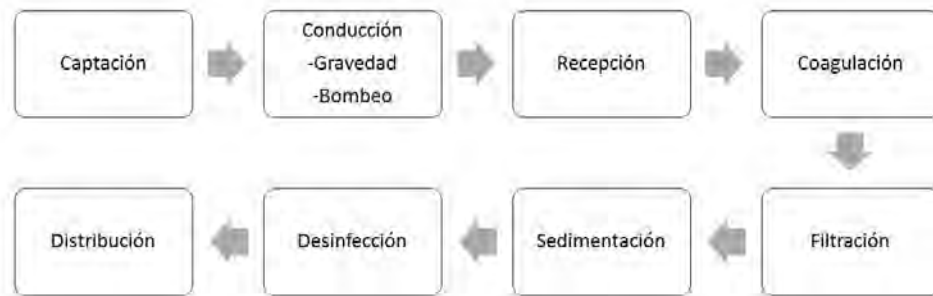 Captación
Conducción
-Gravedad
-Bombeo
Recepción
Coagulación
Filtración
Sedimentación
Desinfección
Distribución